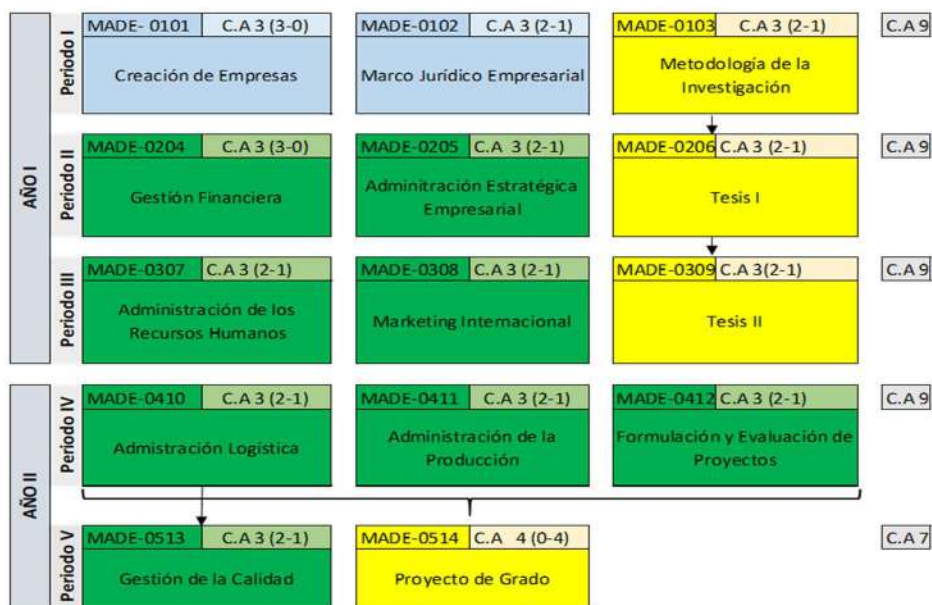 AÑO I
Periodo I
MADE- 0101 C.A 3 (3-0)
Creación de Empresas
MADE-0102 C.A 3 (2-1)
Marco Jurídico Empresarial
MADE-0103 C.A 3 (2-1)
Metodología de la
Investigación
C.A 9
Periodo II
MADE-0204 C.A 3 (3-0)
Gestión Financiera
MADE-0205 C.A 3 (2-1)
Adminitración Estratégica
Empresarial
MADE-0206 C.A 3 (2-1)
Tesis I
C.A 9
Periodo III
MADE-0307 C.A 3 (2-1)
Administración de los
Recursos Humanos
MADE-0308 C.A 3 (2-1)
Marketing Internacional
MADE-0309 C.A 3(2-1)
Tesis II
C.A 9
AÑO II
Periodo IV
MADE-0410 C.A 3 (2-1)
Admistración Logística
MADE-0411 C.A 3 (2-1)
Administración de la
Producción
MADE-0412 C.A 3 (2-1)
Formulación y Evaluación de
Proyectos
C.A 9
Periodo V
MADE-0513 C.A 3 (2-1)
Gestión de la Calidad
MADE-0514 C.A 4 (0-4)
Proyecto de Grado
C.A 7